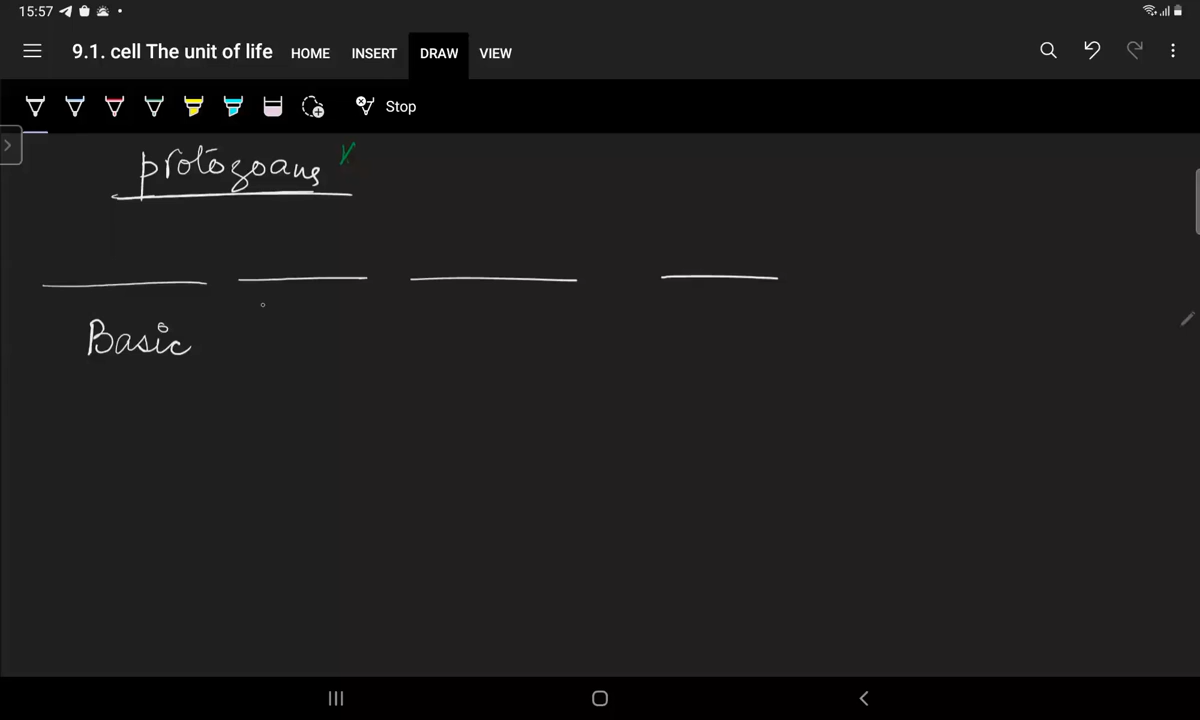 15:57
9.1. cell The unit of life HOME INSERT DRAW VIEW
Stop
protozoans
Basic